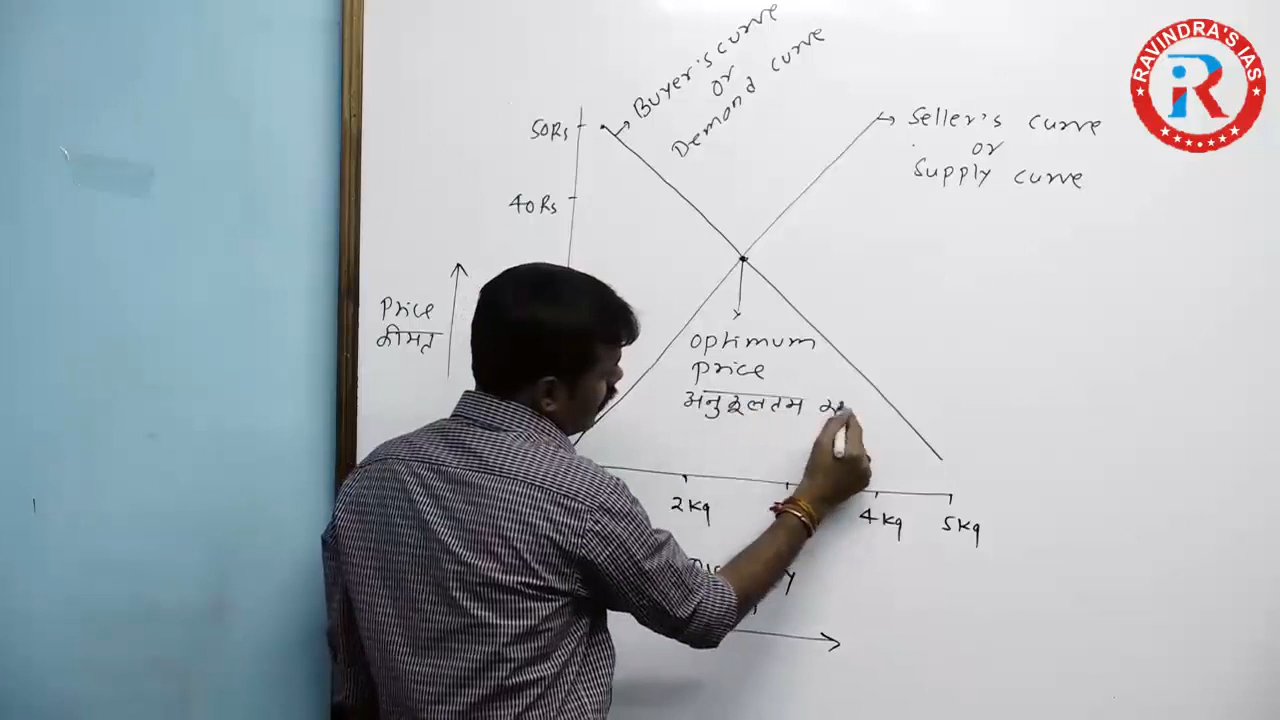 RAVINDRA'S IAS
iR
Buyer's curve
or
Demand curve
Seller's curve
or
Supply curve
50Rs
40Rs
Price
कीमत
Optimum
price
अनुकूलतम
2kg
4kg
5kg